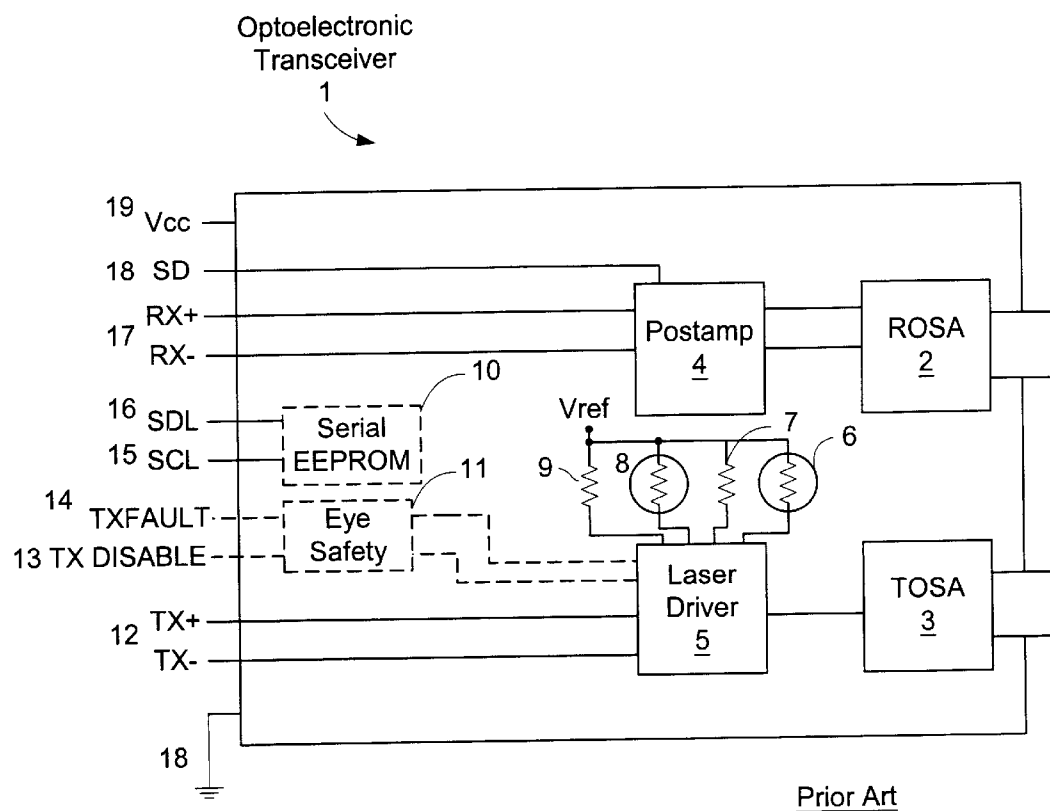 Optoelectronic
Transceiver
1
19 Vcc
18 SD
RX+
17
RX-
Postamp
4
ROSA
2
10
16 SDL
15 SCL
Serial
EEPROM
Vref
7
9
8
6
11
14
TXFAULT
13 TX DISABLE
Eye
Safety
Laser
Driver
5
TOSA
3
12 TX+
TX-
18
Prior Art